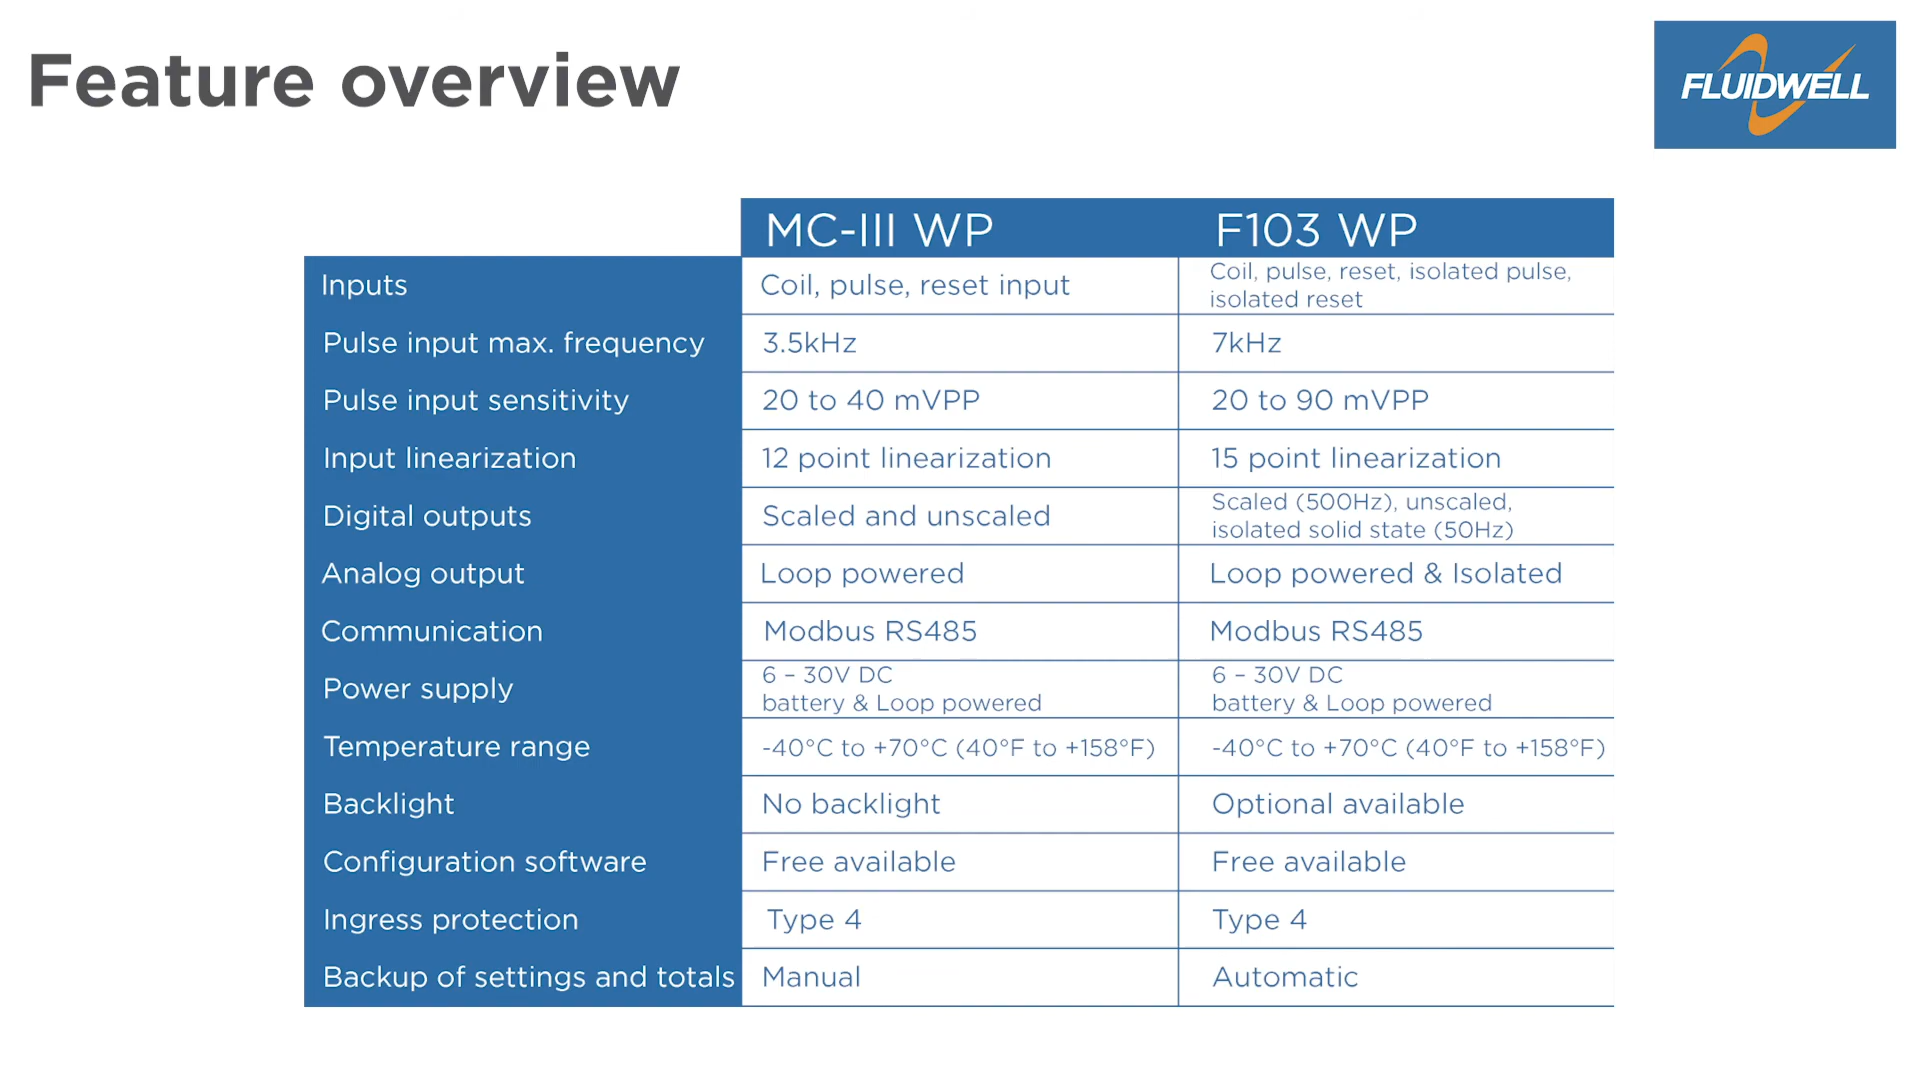 Feature overview
FLUIDWELL
MC-III WP F103 WP
Inputs Coil, pulse, reset input Coil, pulse, reset, isolated pulse,
isolated reset
Pulse input max. frequency 3.5kHz 7kHz
Pulse input sensitivity 20 to 40 mVPP 20 to 90 mVPP
Input linearization 12 point linearization 15 point linearization
Digital outputs Scaled and unscaled Scaled (500Hz), unscaled,
isolated solid state (50Hz)
Analog output Loop powered Loop powered & Isolated
Communication Modbus RS485 Modbus RS485
Power supply 6 – 30V DC 6 – 30V DC
battery & Loop powered battery & Loop powered
Temperature range -40°C to +70°C (40°F to +158°F) -40°C to +70°C (40°F to +158°F)
Backlight No backlight Optional available
Configuration software Free available Free available
Ingress protection Type 4 Type 4
Backup of settings and totals Manual Automatic